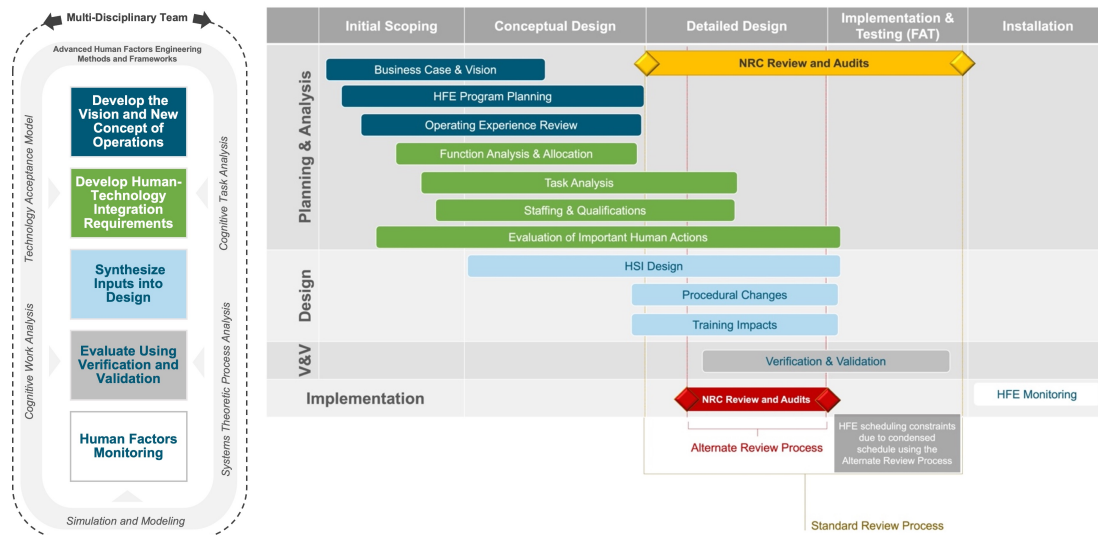 Multi-Disciplinary Team
Advanced Human Factors Engineering
Methods and Frameworks
Technology Acceptance Model
Cognitive Task Analysis
Cognitive Work Analysis
Systems Theoretic Process Analysis
Develop the
Vision and New
Concept of
Operations
Develop Human-
Technology
Integration
Requirements
Synthesize
Inputs into
Design
Evaluate Using
Verification and
Validation
Human Factors
Monitoring
Simulation and Modeling
Initial Scoping
Conceptual Design
Detailed Design
Implementation &
Testing (FAT)
Installation
Planning & Analysis
Business Case & Vision
NRC Review and Audits
HFE Program Planning
Operating Experience Review
Function Analysis & Allocation
Task Analysis
Staffing & Qualifications
Evaluation of Important Human Actions
Design
HSI Design
Procedural Changes
Training Impacts
V&V
Verification & Validation
Implementation
NRC Review and Audits
HFE Monitoring
Alternate Review Process
HFE scheduling constraints
due to condensed
schedule using the
Alternate Review Process
Standard Review Process